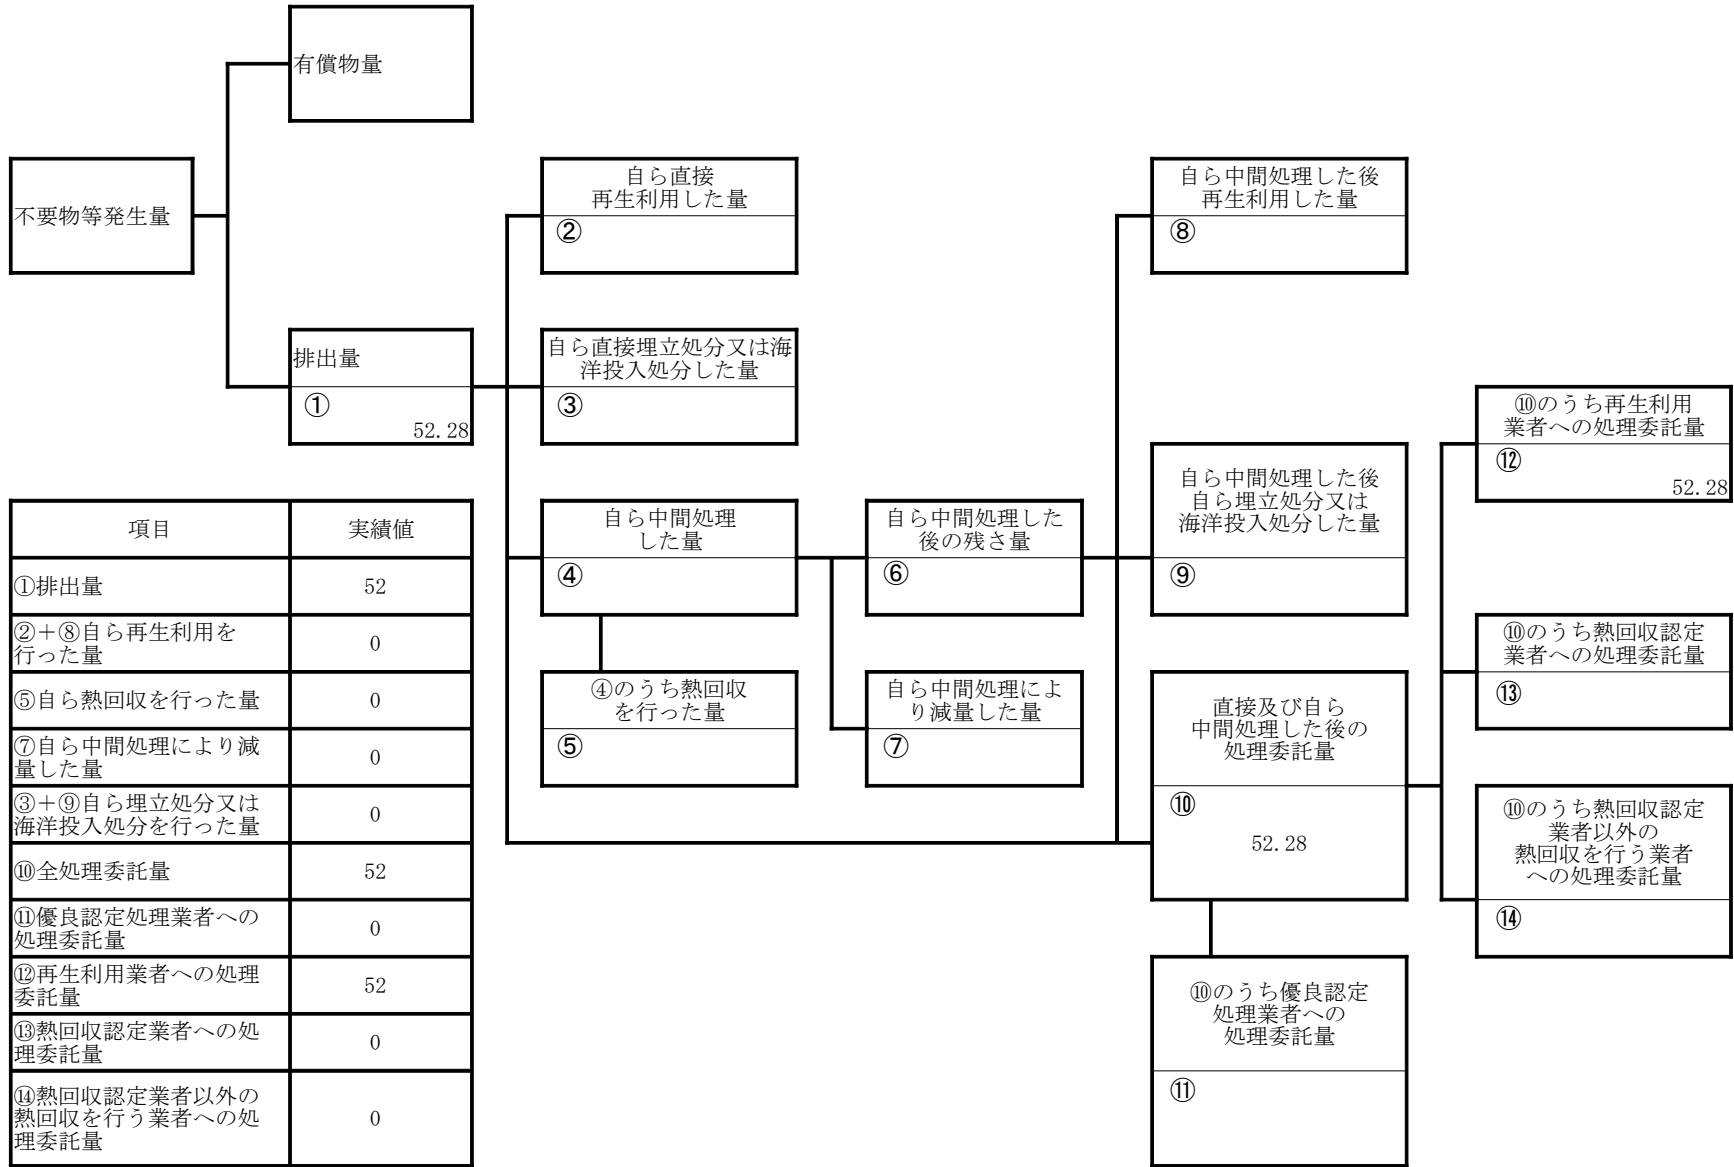 有償物量
不要物等発生量
自ら直接
再生利用した量
②
自ら中間処理した後
再生利用した量
⑧
排出量
①
52.28
自ら直接埋立処分又は海
洋投入処分した量
③
⑩のうち再生利用
業者への処理委託量
⑫
52.28
自ら中間処理した後
自ら埋立処分又は
海洋投入処分した量
⑨
自ら中間処理
した量
④
自ら中間処理した
後の残さ量
⑥
⑩のうち熱回収認定
業者への処理委託量
⑬
④のうち熱回収
を行った量
⑤
自ら中間処理によ
り減量した量
⑦
直接及び自ら
中間処理した後の
処理委託量
⑩
52.28
⑩のうち熱回収認定
業者以外の
熱回収を行う業者
への処理委託量
⑭
⑩のうち優良認定
処理業者への
処理委託量
⑪
項目 実績値
①排出量 52
②＋⑧自ら再生利用を
行った量 0
⑤自ら熱回収を行った量 0
⑦自ら中間処理により減
量した量 0
③＋⑨自ら埋立処分又は
海洋投入処分を行った量 0
⑩全処理委託量 52
⑪優良認定処理業者への
処理委託量 0
⑫再生利用業者への処理
委託量 52
⑬熱回収認定業者への処
理委託量 0
⑭熱回収認定業者以外の
熱回収を行う業者への処
理委託量 0